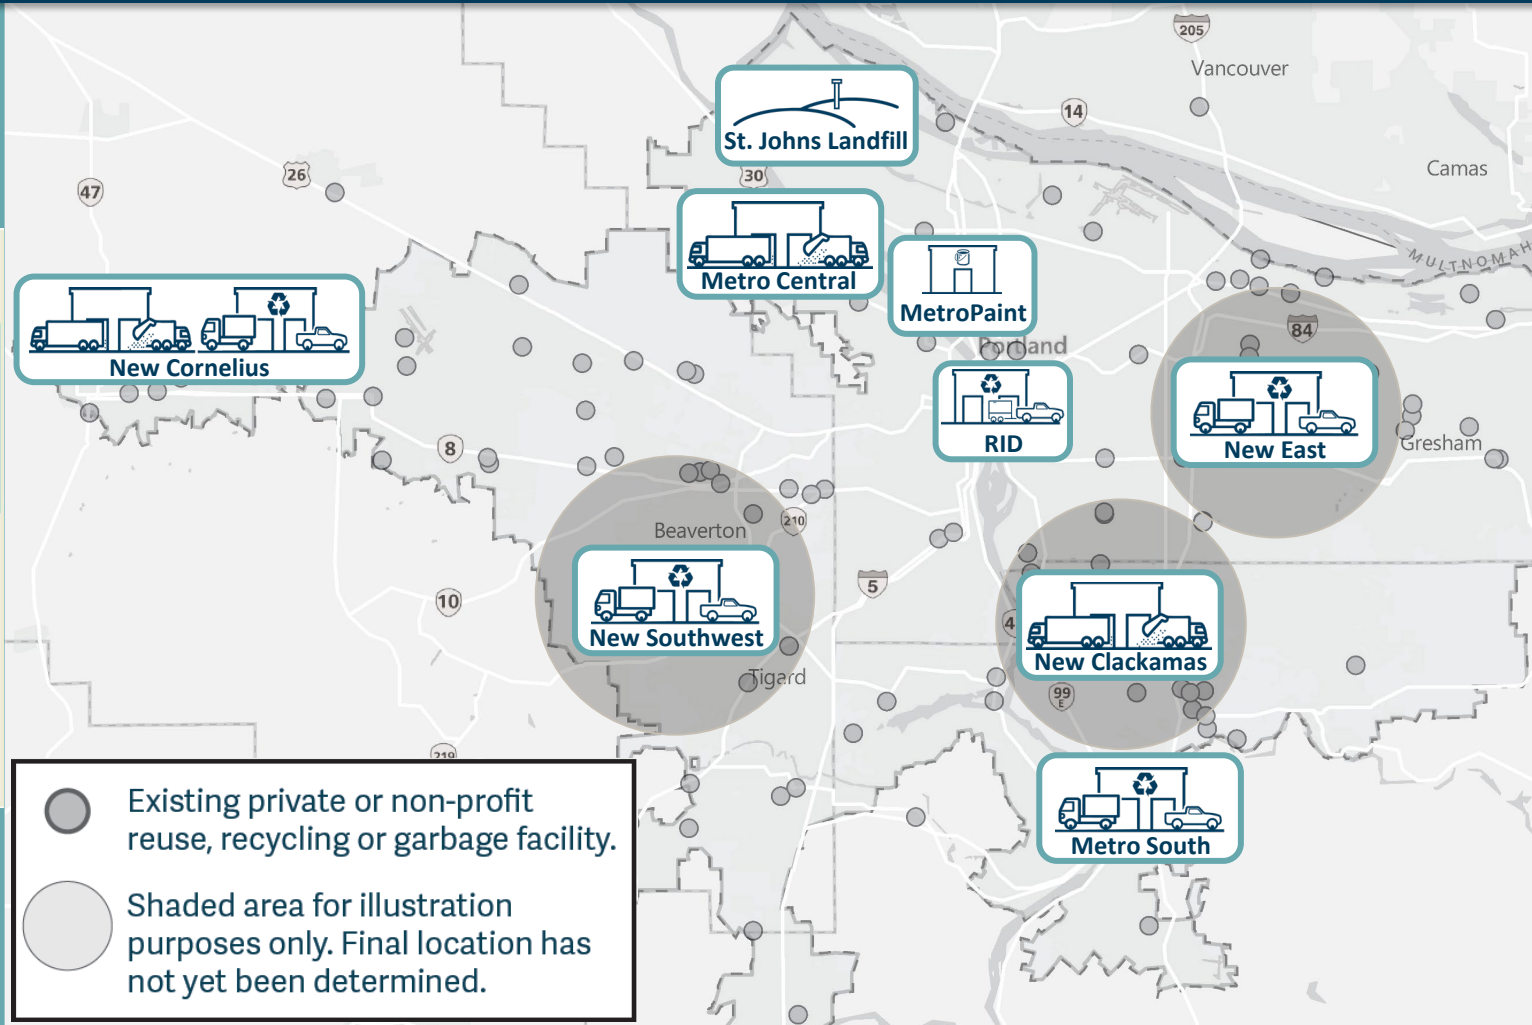 205
Vancouver
14
St. Johns Landfill
Camas
30
26
47
MULTNOMAH
Metro Central
MetroPaint
84
Portland
New Cornelius
RID
New East
Gresham
8
210
Beaverton
5
10
New Southwest
4
New Clackamas
Tigard
99
E
219
Metro South
Existing private or non-profit
reuse, recycling or garbage facility.
Shaded area for illustration
purposes only. Final location has
not yet been determined.